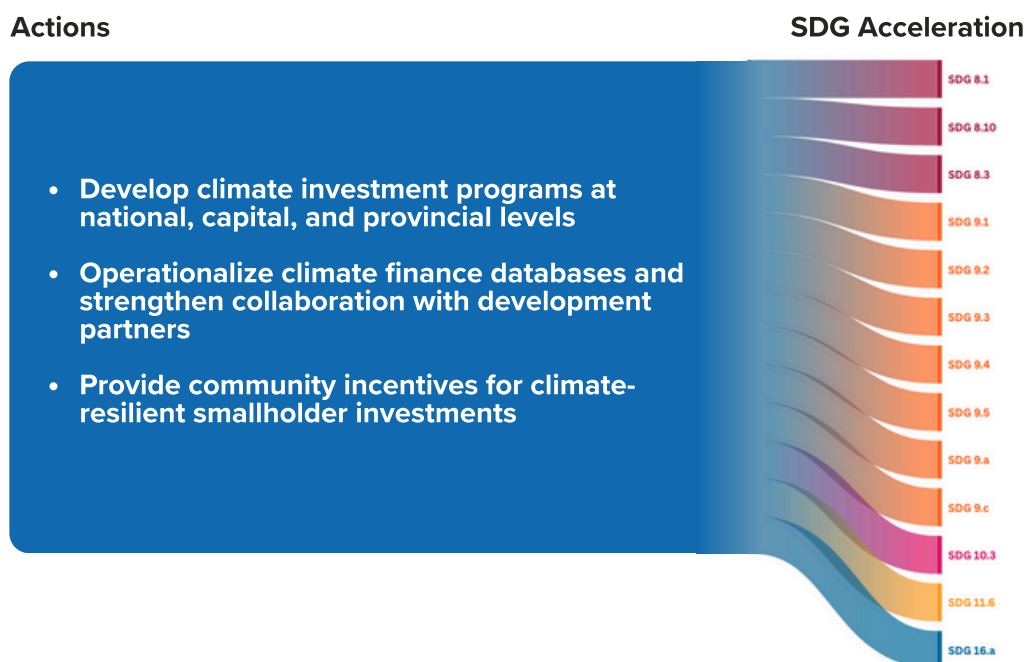 Actions
SDG Acceleration
• Develop climate investment programs at
national, capital, and provincial levels
• Operationalize climate finance databases and
strengthen collaboration with development
partners
• Provide community incentives for climate-
resilient smallholder investments
SDG 8.1
SDG 8.10
SDG 8.3
SDG 9.1
SDG 9.2
SDG 9.3
SDG 9.4
SDG 9.5
SDG 9.a
SDG 9.c
SDG 10.3
SDG 11.6
SDG 16.a